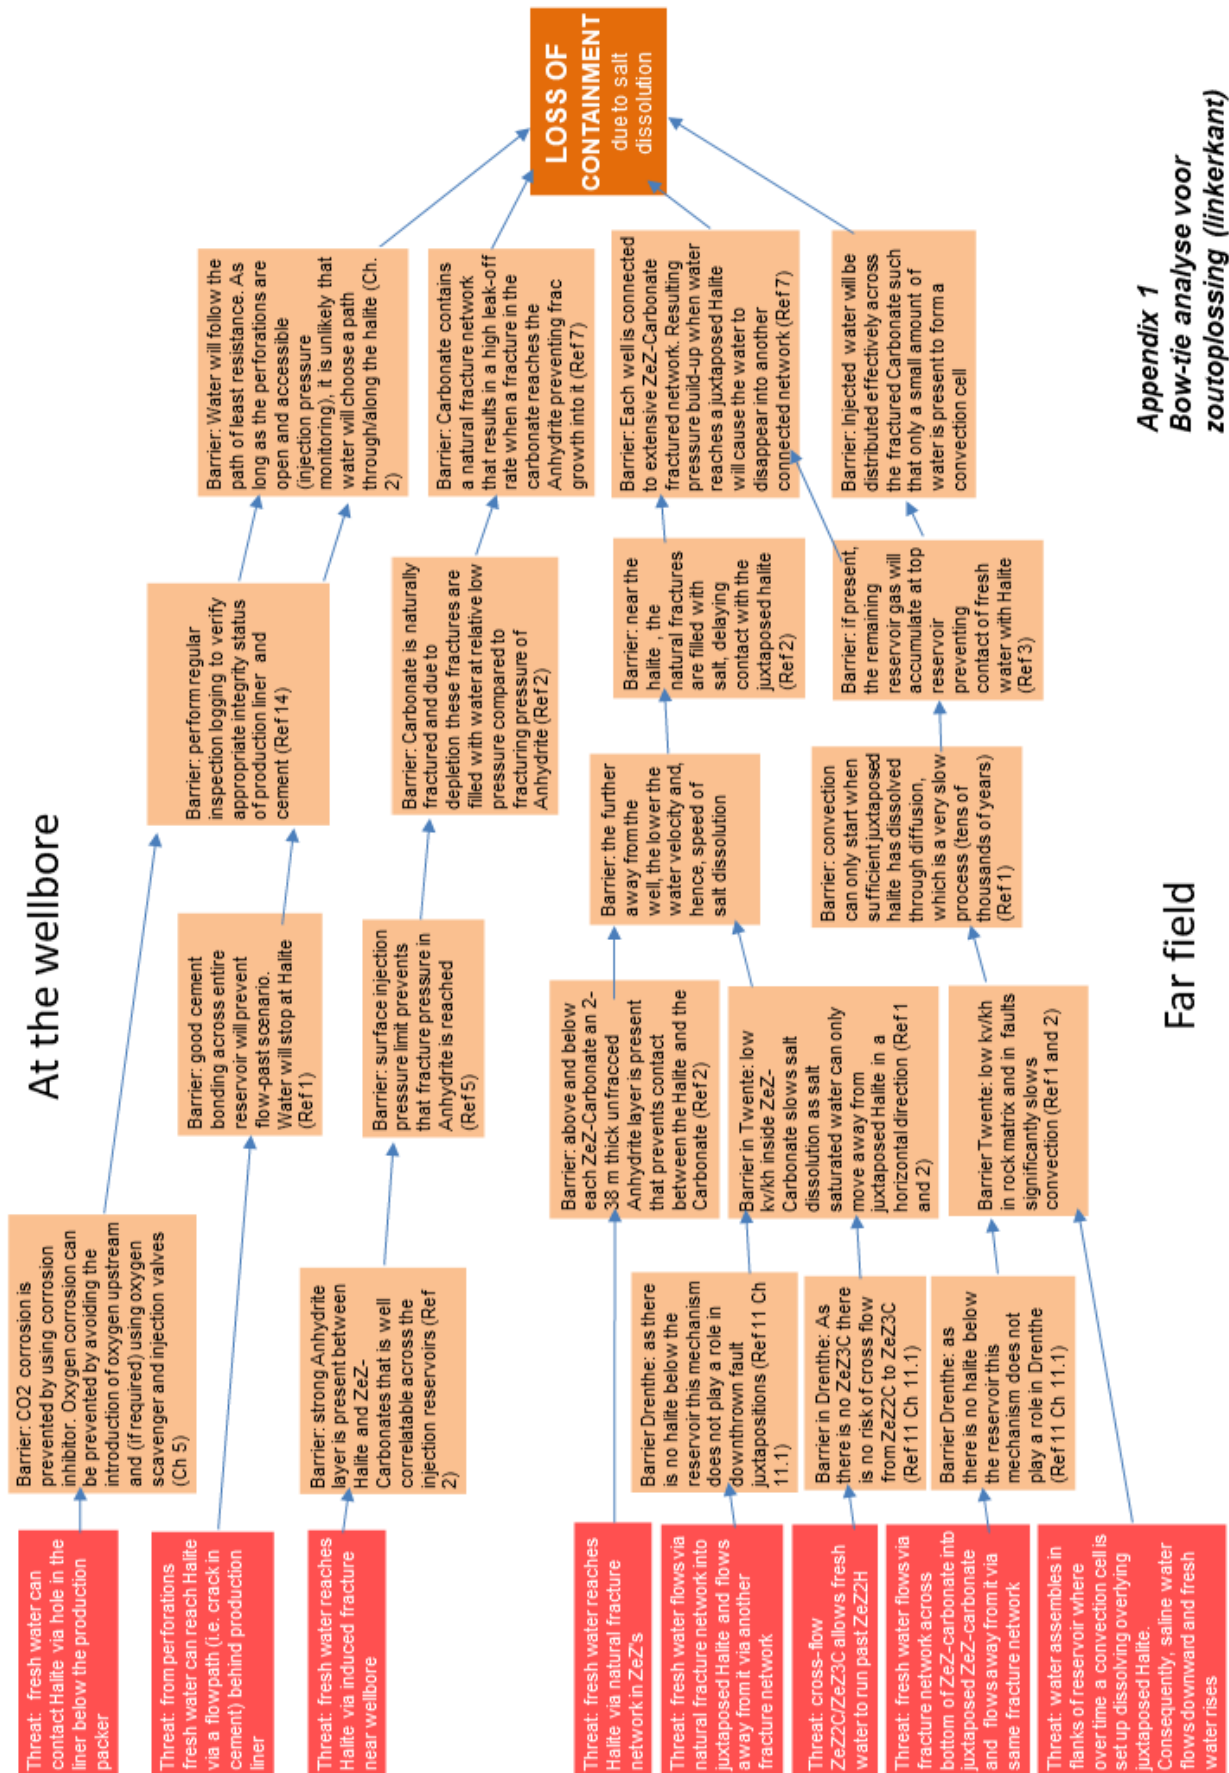 At the wellbore
Threat: fresh water can
contact Halite via hole in the
liner below the production
packer
Barrier: CO2 corrosion is
prevented by using corrosion
inhibitor. Oxygen corrosion can
be prevented by avoiding the
introduction of oxygen upstream
and (if required) using oxygen
scavenger and injection valves
(Ch 5)
Threat: from perforations
fresh water can reach Halite
via a flowpath (i.e. crack in
cement) behind production
liner
Barrier: good cement
bonding across entire
reservoir will prevent
flow-past scenario.
Water will stop at Halite
(Ref 1)
Barrier: perform regular
inspection logging to verify
appropriate integrity status
of production liner and
cement (Ref 14)
Barrier: Water will follow the
path of least resistance. As
long as the perforations are
open and accessible
(injection pressure
monitoring), it is unlikely that
water will choose a path
through/along the halite (Ch.
2)
Threat: fresh water reaches
Halite via induced fracture
near wellbore
Barrier: strong Anhydrite
layer is present between
Halite and ZeZ-
Carbonates that is well
correlatable across the
injection reservoirs (Ref
2)
Barrier: surface injection
pressure limit prevents
that fracture pressure in
Anhydrite is reached
(Ref 5)
Barrier: Carbonate is naturally
fractured and due to
depletion these fractures are
filled with water at relative low
pressure compared to
fracturing pressure of
Anhydrite (Ref 2)
Barrier: Carbonate contains
a natural fracture network
that results in a high leak-off
rate when a fracture in the
carbonate reaches the
Anhydrite preventing frac
growth into it (Ref 7)
LOSS OF
CONTAINMENT
due to salt
dissolution
Threat: fresh water reaches
Halite via natural fracture
network in ZeZ's
Barrier: above and below
each ZeZ-Carbonate an 2-
38 m thick unfraced
Anhydrite layer is present
that prevents contact
between the Halite and the
Carbonate (Ref 2)
Barrier: the further
away from the
well, the lower the
water velocity and,
hence, speed of
salt dissolution
Barrier: near the
halite , the
natural fractures
are filled with
salt, delaying
contact with the
juxtaposed halite
(Ref 2)
Barrier: Each well is connected
to extensive ZeZ-Carbonate
fractured network. Resulting
pressure build-up when water
reaches a juxtaposed Halite
will cause the water to
disappear into another
connected network (Ref 7)
Threat: fresh water flows via
natural fracture network into
juxtaposed Halite and flows
away from it via another
fracture network
Barrier Drenthe: as there
is no halite below the
reservoir this mechanism
does not play a role in
downthrown fault
juxtapositions (Ref 11 Ch
11.1)
Barrier in Twente: low
kv/kh inside ZeZ-
Carbonate slows salt
dissolution as salt
saturated water can only
move away from
juxtaposed Halite in a
horizontal direction (Ref 1
and 2)
Threat: cross-flow
ZeZ2C/ZeZ3C allows fresh
water to run past ZeZ2H
Barrier in Drenthe: As
there is no ZeZ3C there
is no risk of cross flow
from ZeZ2C to ZeZ3C
(Ref 11 Ch 11.1)
Threat: fresh water flows via
fracture network across
bottom of ZeZ-carbonate into
juxtaposed ZeZ-carbonate
and flows away from it via
same fracture network
Barrier Drenthe: as
there is no halite below
the reservoir this
mechanism does not
play a role in Drenthe
(Ref 11 Ch 11.1)
Barrier Twente: low kv/kh
in rock matrix and in faults
significantly slows
convection (Ref 1 and 2)
Barrier: convection
can only start when
sufficient juxtaposed
halite has dissolved
through diffusion,
which is a very slow
process (tens of
thousands of years)
(Ref 1)
Barrier: if present,
the remaining
reservoir gas will
accumulate at top
reservoir
preventing
contact of fresh
water with Halite
(Ref 3)
Barrier: Injected water will be
distributed effectively across
the fractured Carbonate such
that only a small amount of
water is present to form a
convection cell
Threat: water assembles in
flanks of reservoir where
over time a convection cell is
set up dissolving overlying
juxtaposed Halite.
Consequently, saline water
flows downward and fresh
water rises
Far field
Appendix 1
Bow-tie analyse voor
zoutoplossing (linkerkant)